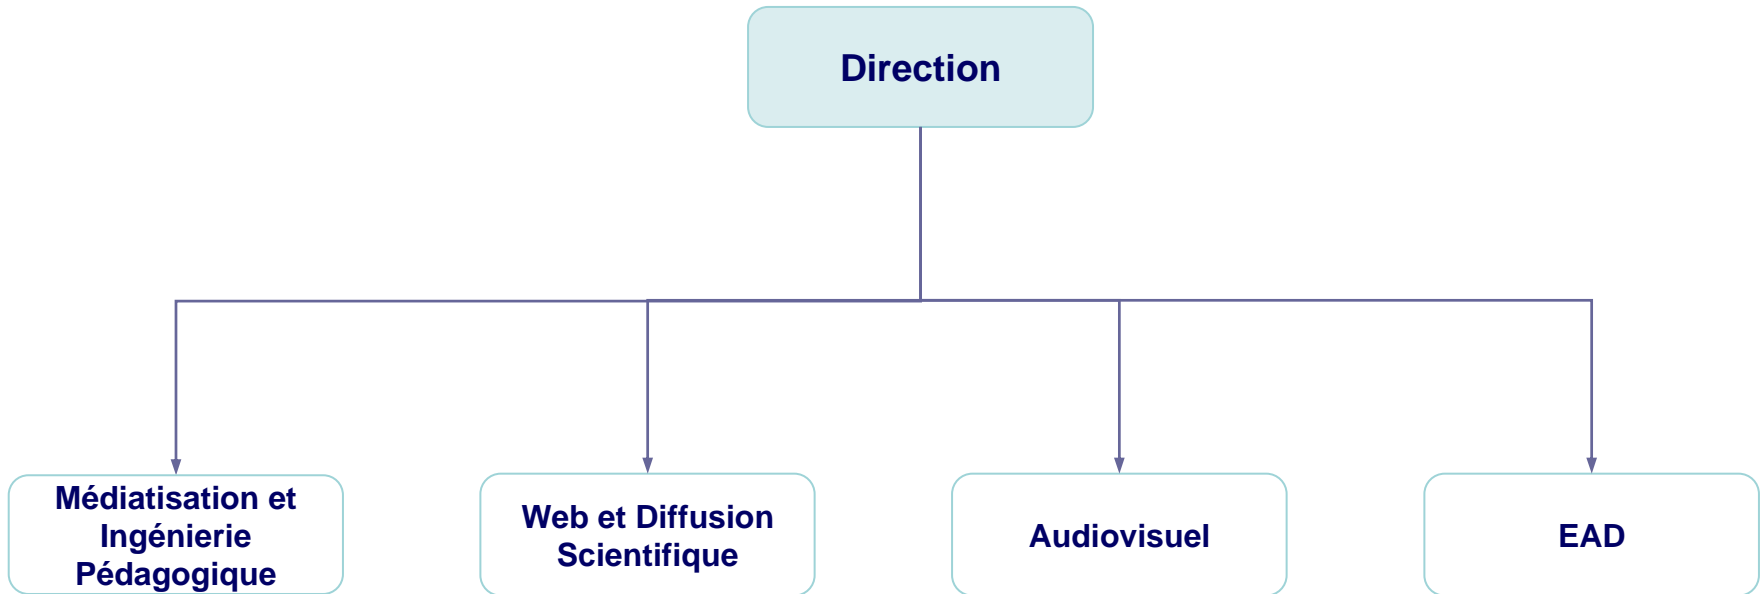 Direction
Médiatisation et
Ingénierie
Pédagogique
Web et Diffusion
Scientifique
Audiovisuel
EAD